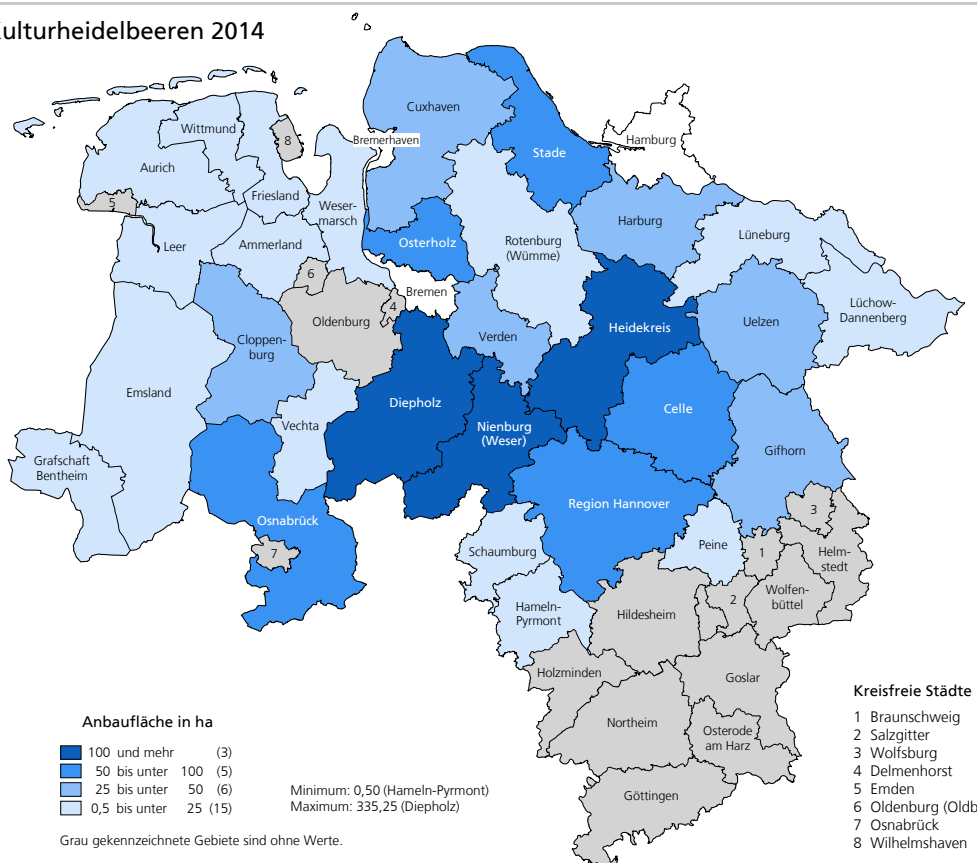 Kulturheidelbeeren 2014
Cuxhaven
Wittmund
8
Bremerhaven
Hamburg
Stade
Aurich
Friesland
5
Weser-
marsch
Harburg
Lüneburg
Leer
Ammerland
Osterholz
Rotenburg
(Wümme)
6
Bremen
4
Oldenburg
Lüchow-
Dannenberg
Heidekreis
Uelzen
Verden
Cloppen-
burg
Emsland
Diepholz
Celle
Vechta
Nienburg
(Weser)
Gifhorn
Grafschaft
Bentheim
Region Hannover
Osnabrück
3
7
Schaumburg
Peine
1
Helm-
stedt
Wolfen-
büttel
2
Hameln-
Pyrmont
Hildesheim
Holzminden
Goslar
Northeim
Osterode
am Harz
Göttingen
Anbaufläche in ha
100 und mehr (3)
50 bis unter 100 (5)
25 bis unter 50 (6)
0,5 bis unter 25 (15)
Minimum: 0,50 (Hameln-Pyrmont)
Maximum: 335,25 (Diepholz)
Grau gekennzeichnete Gebiete sind ohne Werte.
Kreisfreie Städte
1 Braunschweig
2 Salzgitter
3 Wolfsburg
4 Delmenhorst
5 Emden
6 Oldenburg (Oldb
7 Osnabrück
8 Wilhelmshaven